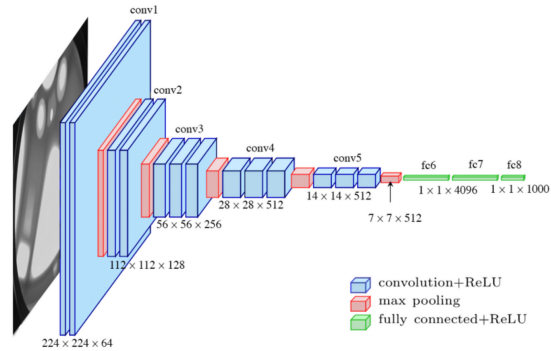 conv1
conv2
conv3
conv4
conv5
fc6
fc7
fc8
1 × 1 × 4096
1 × 1 × 1000
14 × 14 × 512
28 × 28 × 512
7 × 7 × 512
56 × 56 × 256
112 × 112 × 128
224 × 224 × 64
convolution+ReLU
max pooling
fully connected+ReLU